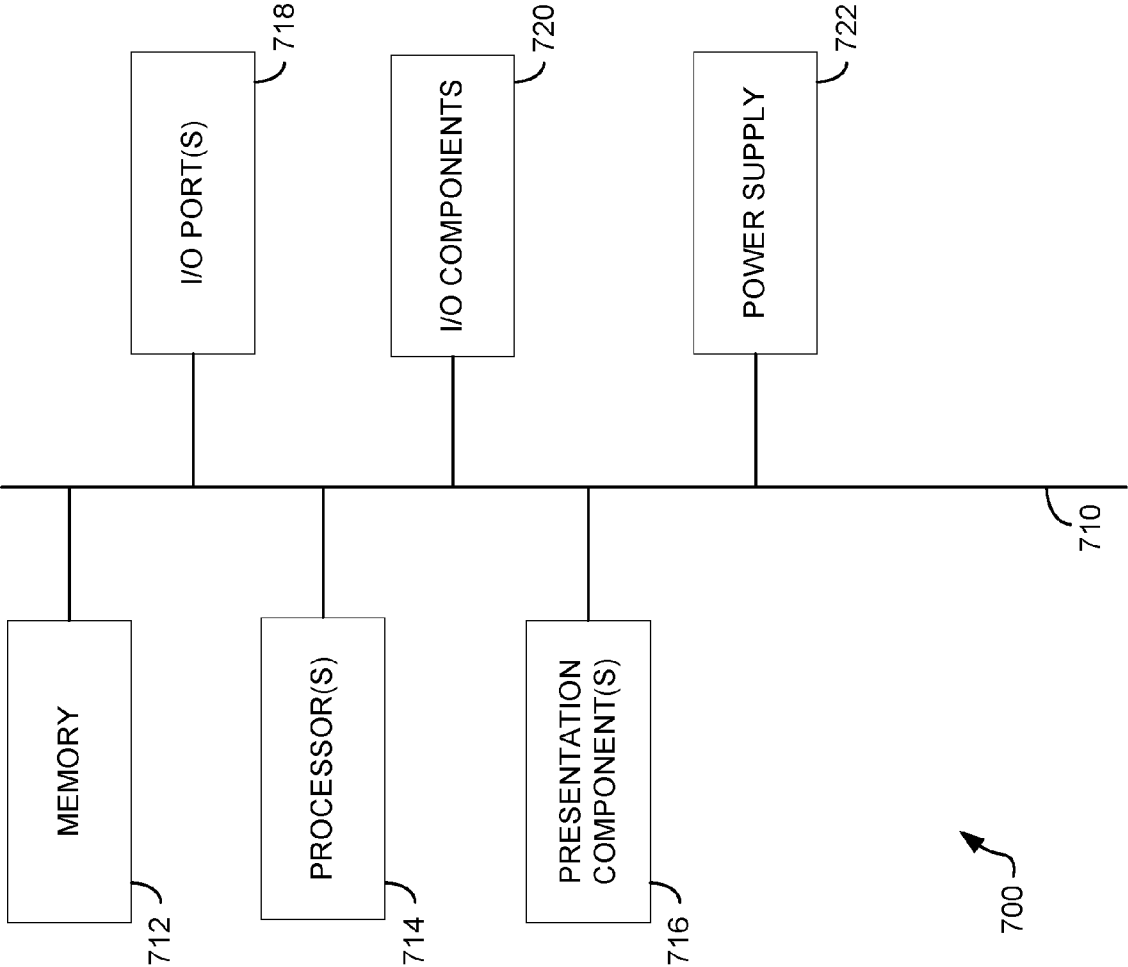 MEMORY
712
PROCESSOR(S)
714
PRESENTATION
COMPONENT(S)
716
I/O PORT(S)
718
I/O COMPONENTS
720
POWER SUPPLY
722
710
700